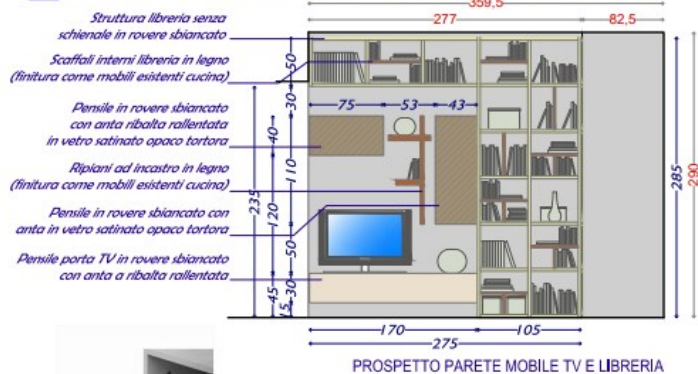 359,5
277
82,5
Struttura libreria senza
schienale in rovere sbiancato
Scaffali interni libreria in legno
(finitura come mobili esistenti cucina)
Pensile in rovere sbiancato
con anta ribalta rallentata
in vetro satinato opaco tortora
Ripiani ad incastro in legno
(finitura come mobili esistenti cucina)
Pensile in rovere sbiancato con
anta in vetro satinato opaco tortora
Pensile porta TV in rovere sbiancato
con anta a ribalta rallentata
50
30
75
53
43
40
110
235
120
50
45
30
15
285
290
170
105
275
PROSPETTO PARETE MOBILE TV E LIBRERIA